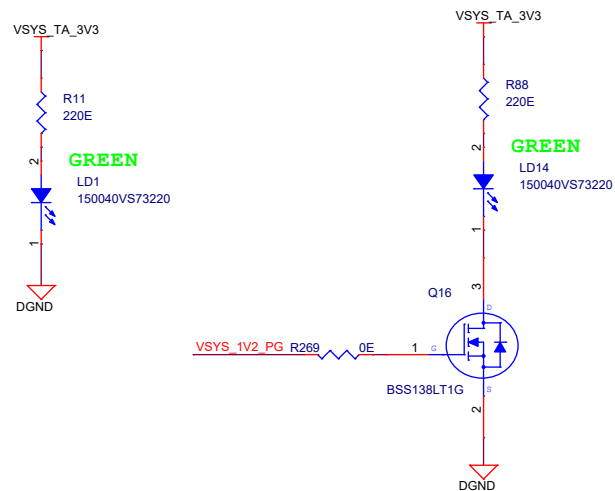 VSYS_TA_3V3
R11
220E
2
GREEN
LD1
150040VS73220
1
DGND
VSYS_TA_3V3
R88
220E
2
GREEN
LD14
150040VS73220
1
3
Q16
D
VSYS_1V2_PG R269 0E 1 G
BSS138LT1G
S
2
DGND